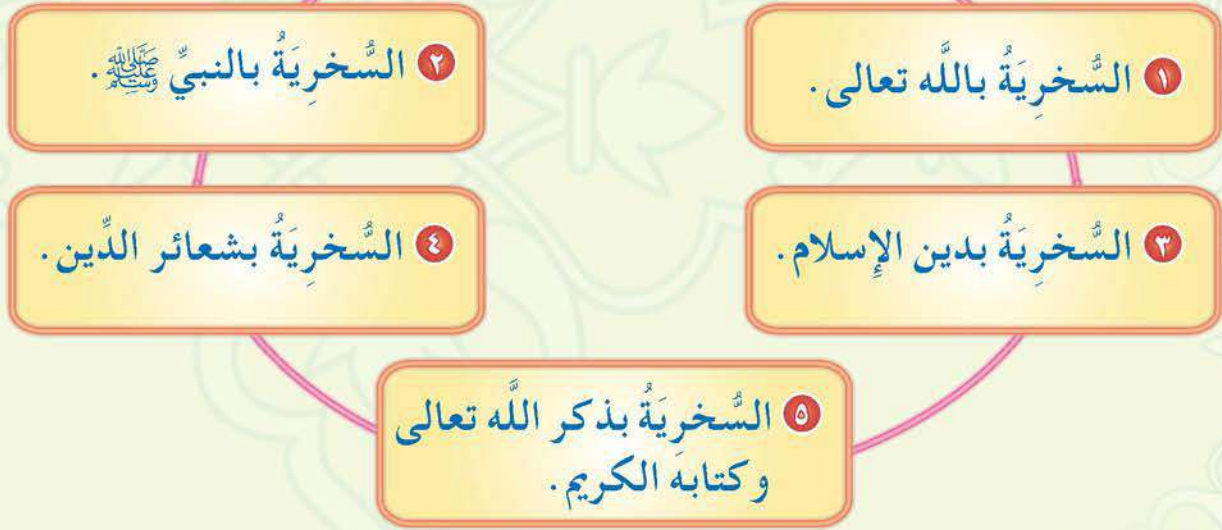 ١ السُّخرِيَةُ باللَّه تعالى.
٢ السُّخرِيَةُ بالنبيِّ ﷺ.
٣ السُّخرِيَةُ بدين الإِسلام.
٤ السُّخرِيَةُ بشعائر الدِّين.
٥ السُّخرِيَةُ بذكر اللَّه تعالى
وكتابه الكريم.